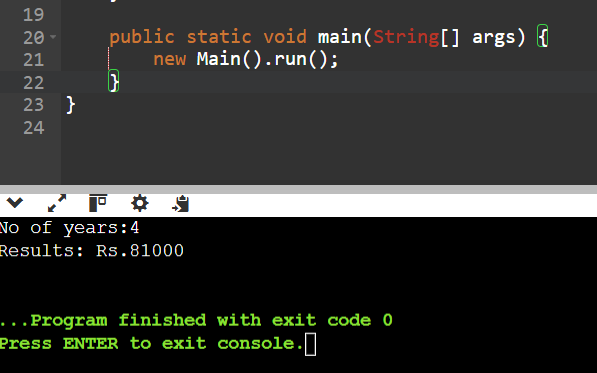 19
20 public static void main(String[] args) {
21 new Main().run();
22 }
23 }
24
No of years:4
Results: Rs.81000
...Program finished with exit code 0
Press ENTER to exit console.